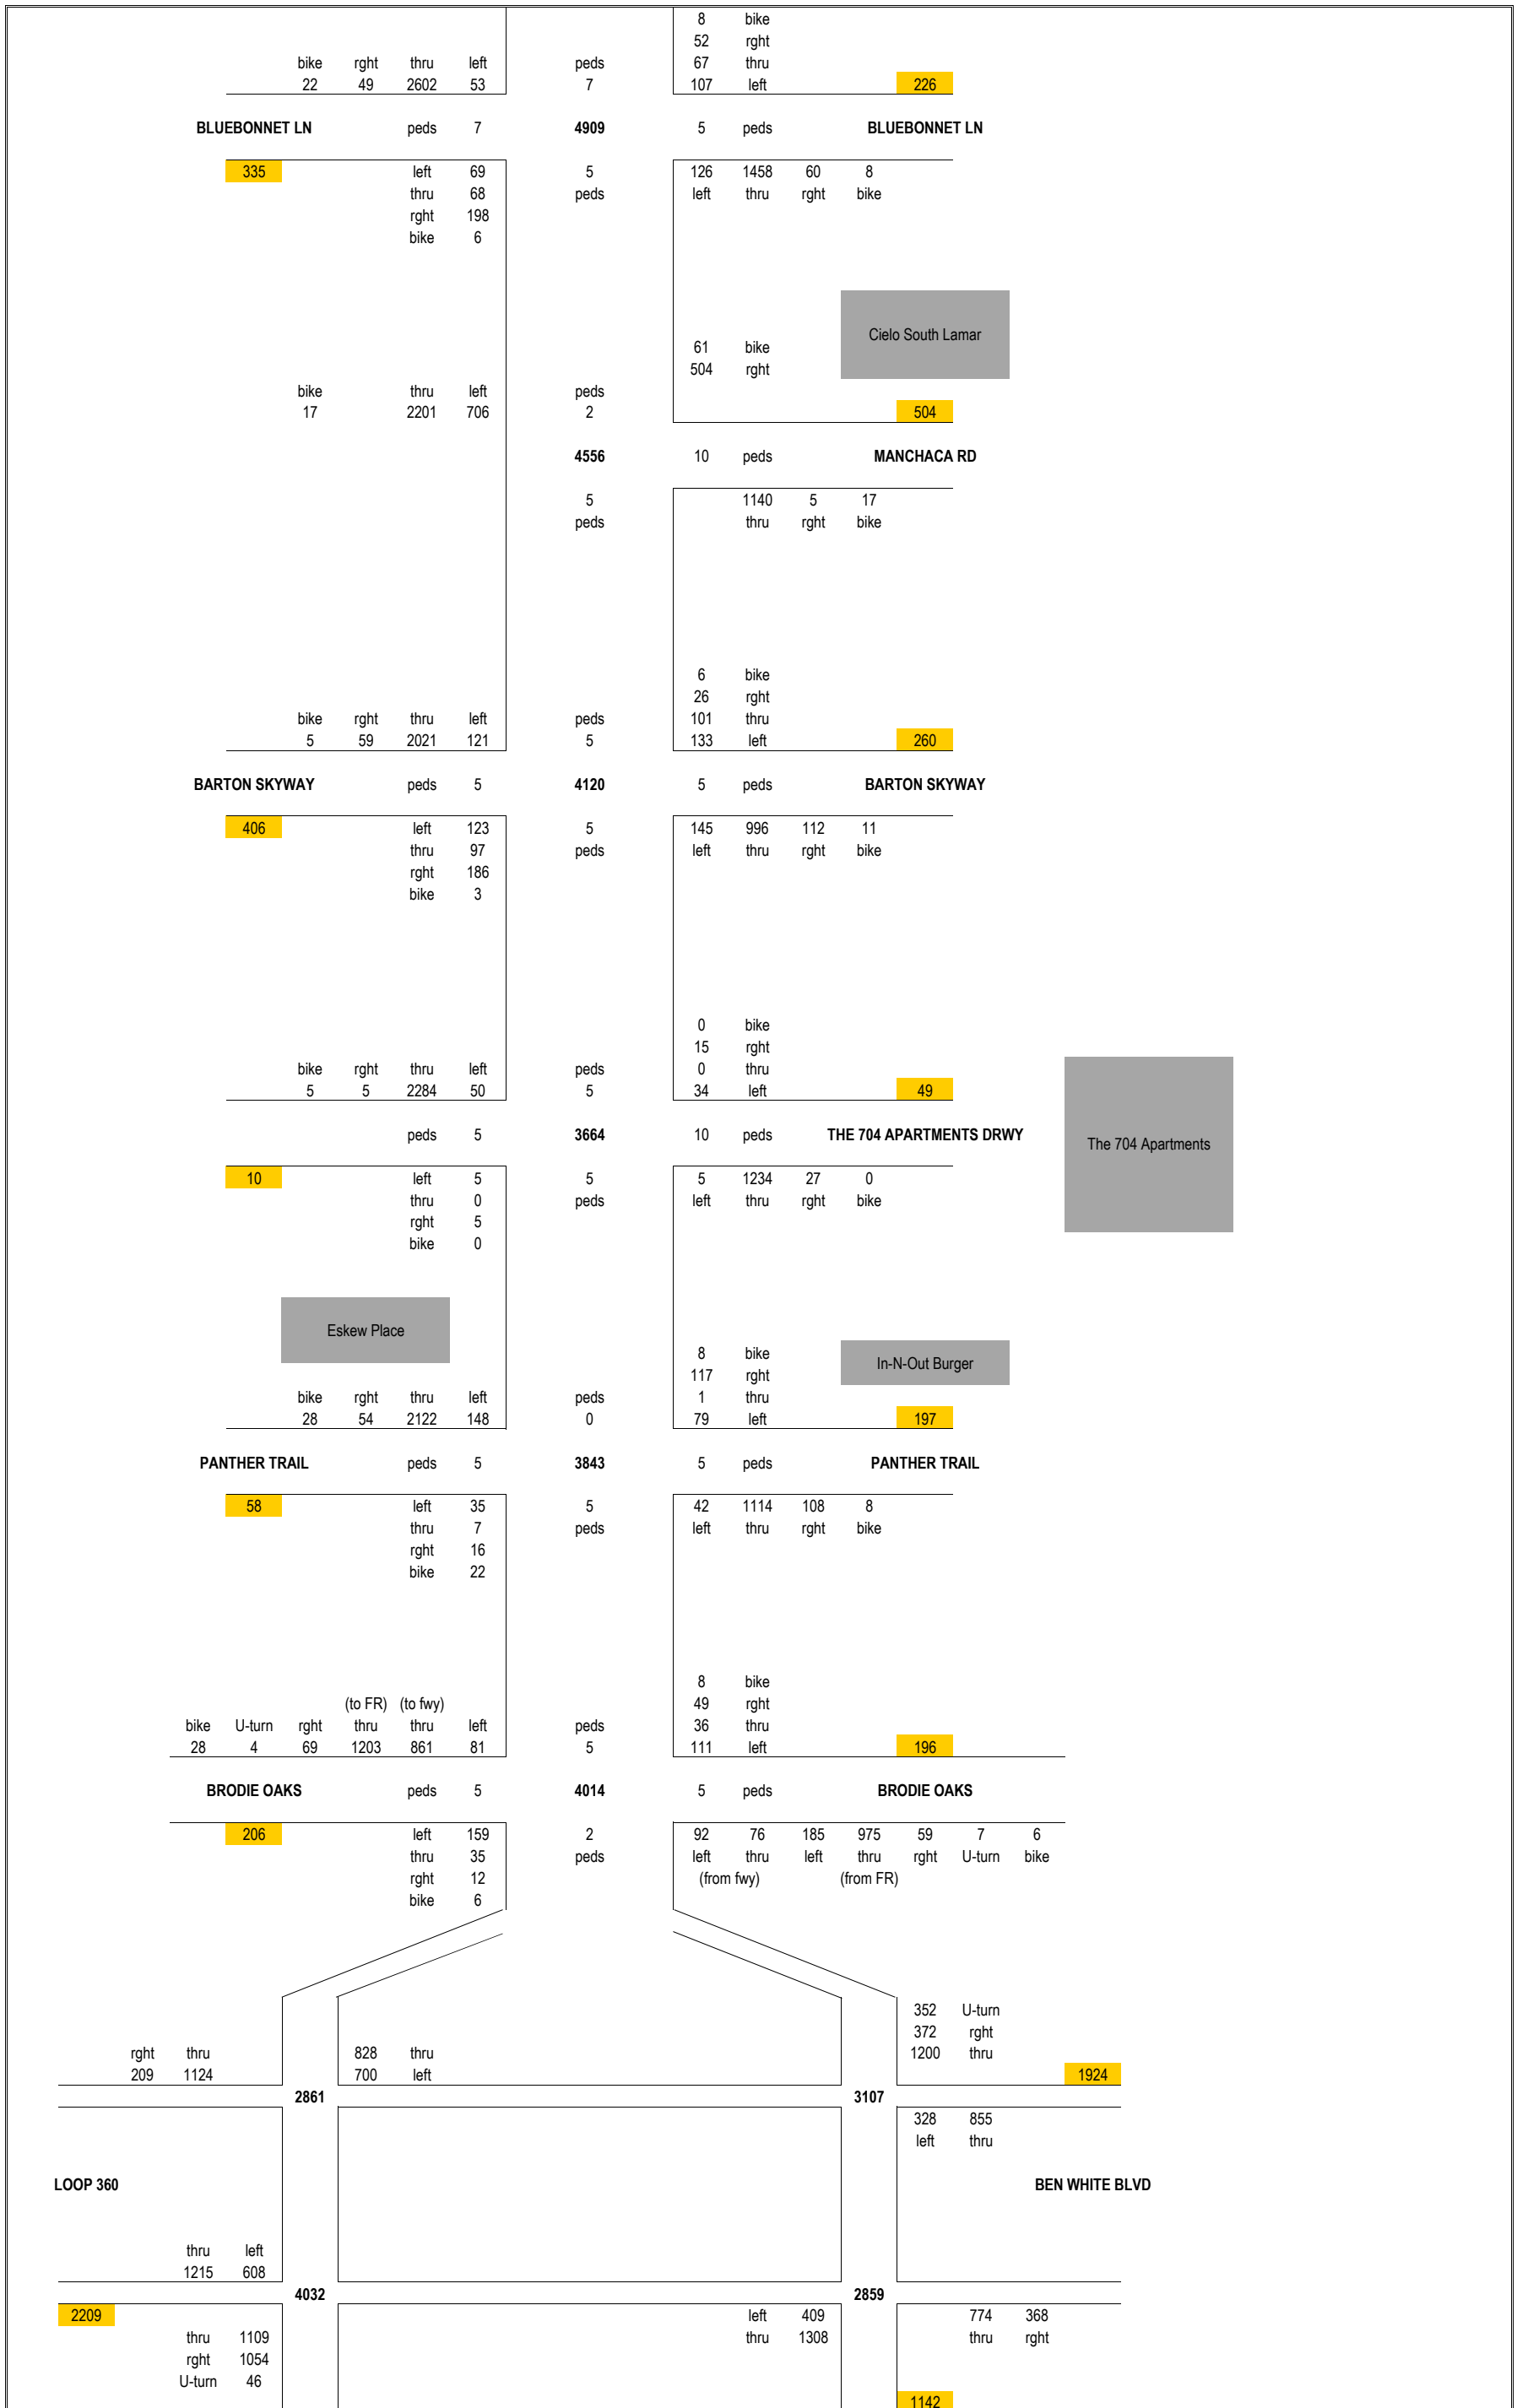 8 bike
52 rght
bike rght thru left peds 67 thru
22 49 2602 53 7 107 left 226
BLUEBONNET LN peds 7 4909 5 peds BLUEBONNET LN
335 left 69 5 126 1458 60 8
thru 68 peds left thru rght bike
rght 198
bike 6
Cielo South Lamar
61 bike
504 rght
bike thru left peds
17 2201 706 2 504
4556 10 peds MANCHACA RD
5 1140 5 17
peds thru rght bike
6 bike
26 rght
bike rght thru left peds 101 thru
5 59 2021 121 5 133 left 260
BARTON SKYWAY peds 5 4120 5 peds BARTON SKYWAY
406 left 123 5 145 996 112 11
thru 97 peds left thru rght bike
rght 186
bike 3
0 bike
15 rght
bike rght thru left peds 0 thru
5 5 2284 50 5 34 left 49
peds 5 3664 10 peds THE 704 APARTMENTS DRWY The 704 Apartments
10 left 5 5 5 1234 27 0
thru 0 peds left thru rght bike
rght 5
bike 0
Eskew Place
8 bike In-N-Out Burger
117 rght
bike rght thru left peds 1 thru
28 54 2122 148 0 79 left 197
PANTHER TRAIL peds 5 3843 5 peds PANTHER TRAIL
58 left 35 5 42 1114 108 8
thru 7 peds left thru rght bike
rght 16
bike 22
8 bike
(to FR) (to fwy) 49 rght
bike U-turn rght thru thru left peds 36 thru
28 4 69 1203 861 81 5 111 left 196
BRODIE OAKS peds 5 4014 5 peds BRODIE OAKS
206 left 159 2 92 76 185 975 59 7 6
thru 35 peds left thru left thru rght U-turn bike
rght 12 (from fwy) (from FR)
bike 6
352 U-turn
372 rght
rght thru 828 thru 1200 thru
209 1124 700 left 1924
2861 3107
328 855
left thru
LOOP 360 BEN WHITE BLVD
thru left
1215 608
4032 2859
2209 left 409 774 368
thru 1109 thru 1308 thru rght
rght 1054
U-turn 46
1142